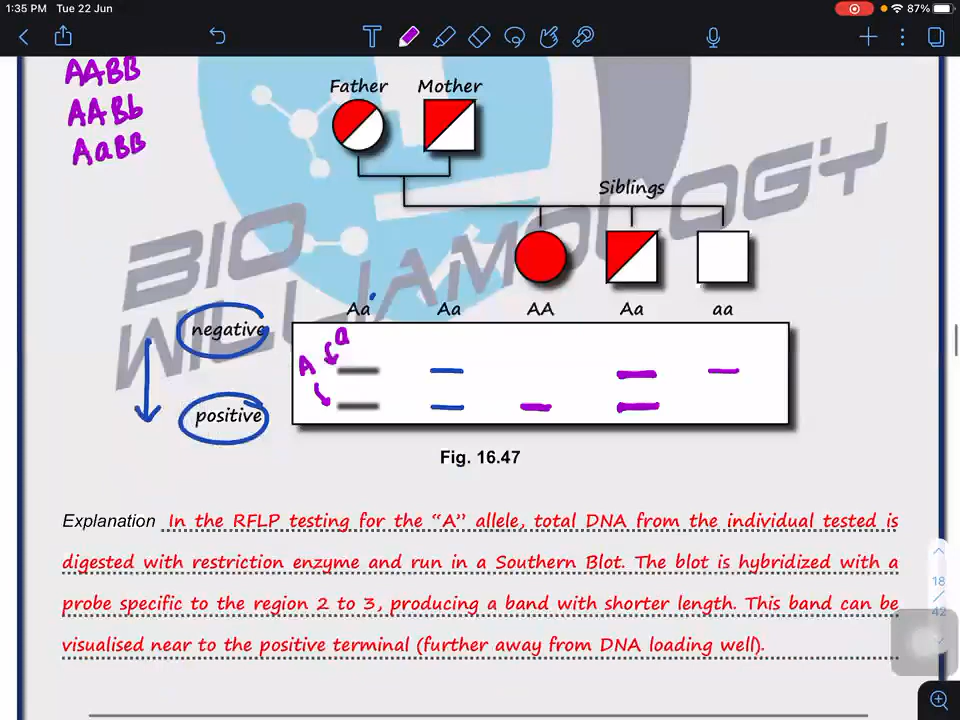 1:35 PM Tue 22 Jun
87%
T
AABB
AABb
AaBB
Father Mother
Siblings
BIO
WILLIAMOLOGY
Aa Aa AA Aa aa
negative
a
A
positive
Fig. 16.47
Explanation In the RFLP testing for the “A” allele, total DNA from the individual tested is
digested with restriction enzyme and run in a Southern Blot. The blot is hybridized with a
probe specific to the region 2 to 3, producing a band with shorter length. This band can be
visualised near to the positive terminal (further away from DNA loading well).
18
/
42